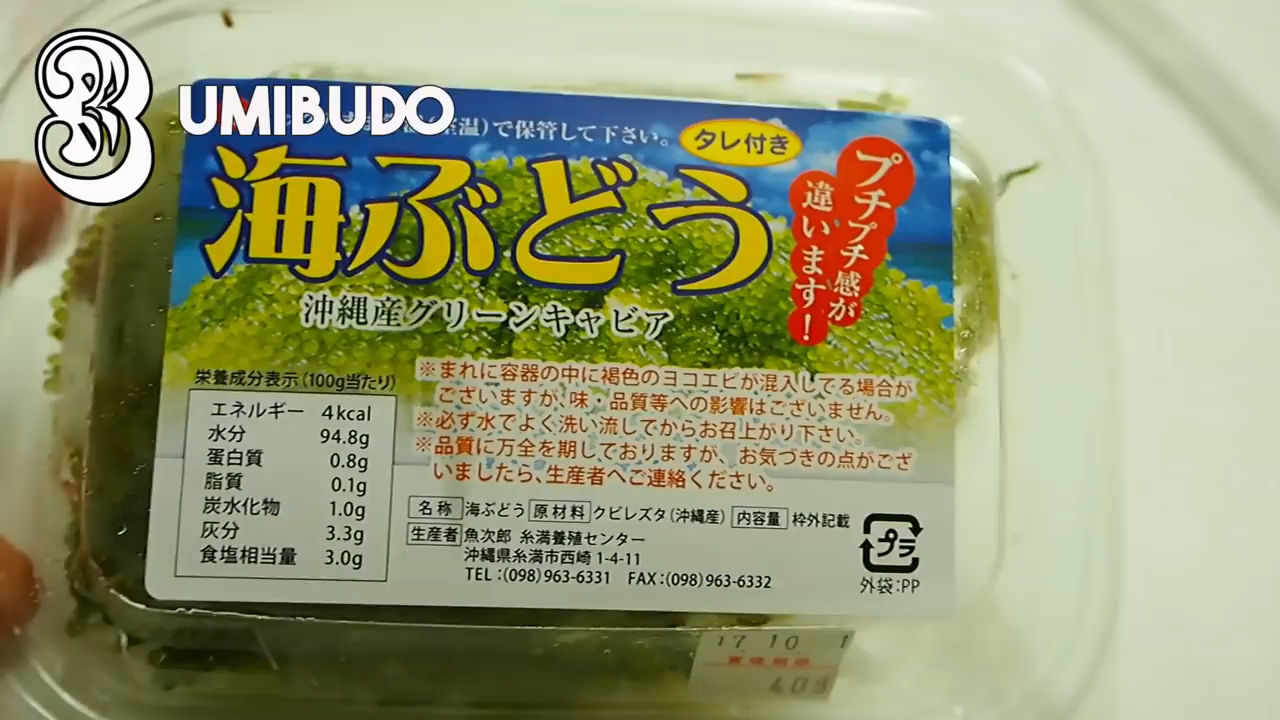 3 UMIBUDO
温)で保管して下さい。
タレ付き
海ぶどう
プチプチ感が
違います!
沖縄産グリーンキャビア
栄養成分表示(100g当たり)
エネルギー 4kcal
水分 94.8g
蛋白質 0.8g
脂質 0.1g
炭水化物 1.0g
灰分 3.3g
食塩相当量 3.0g
※まれに容器の中に褐色のヨコエビが混入してる場合が
ございますが、味・品質等への影響はございません。
※必ず水でよく洗い流してからお召上がり下さい。
※品質に万全を期しておりますが、お気づきの点がござ
いましたら、生産者へご連絡ください。
名称 海ぶどう 原材料 クビレズタ(沖縄産) 内容量 枠外記載
生産者 魚次郎 糸満養殖センター
沖縄県糸満市西崎 1-4-11
TEL:(098)963-6331 FAX:(098)963-6332
プラ
外袋:PP
17.10. 1
賞味期限